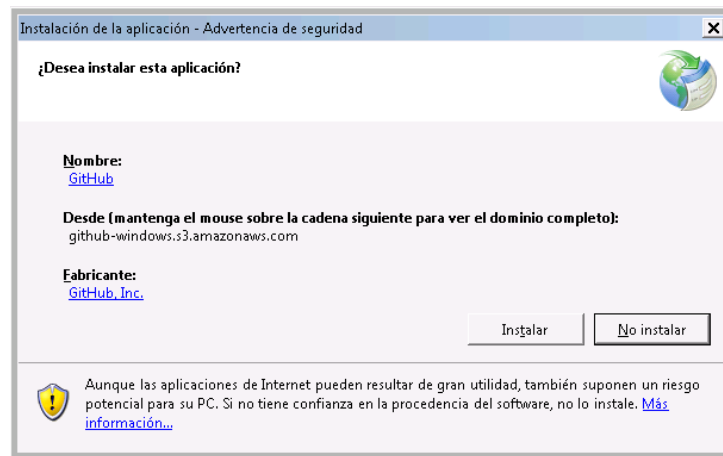 Instalación de la aplicación - Advertencia de seguridad
¿Desea instalar esta aplicación?
Nombre:
GitHub
Desde (mantenga el mouse sobre la cadena siguiente para ver el dominio completo):
github-windows.s3.amazonaws.com
Fabricante:
GitHub, Inc.
Instalar
No instalar
Aunque las aplicaciones de Internet pueden resultar de gran utilidad, también suponen un riesgo
potencial para su PC. Si no tiene confianza en la procedencia del software, no lo instale. Más
información...